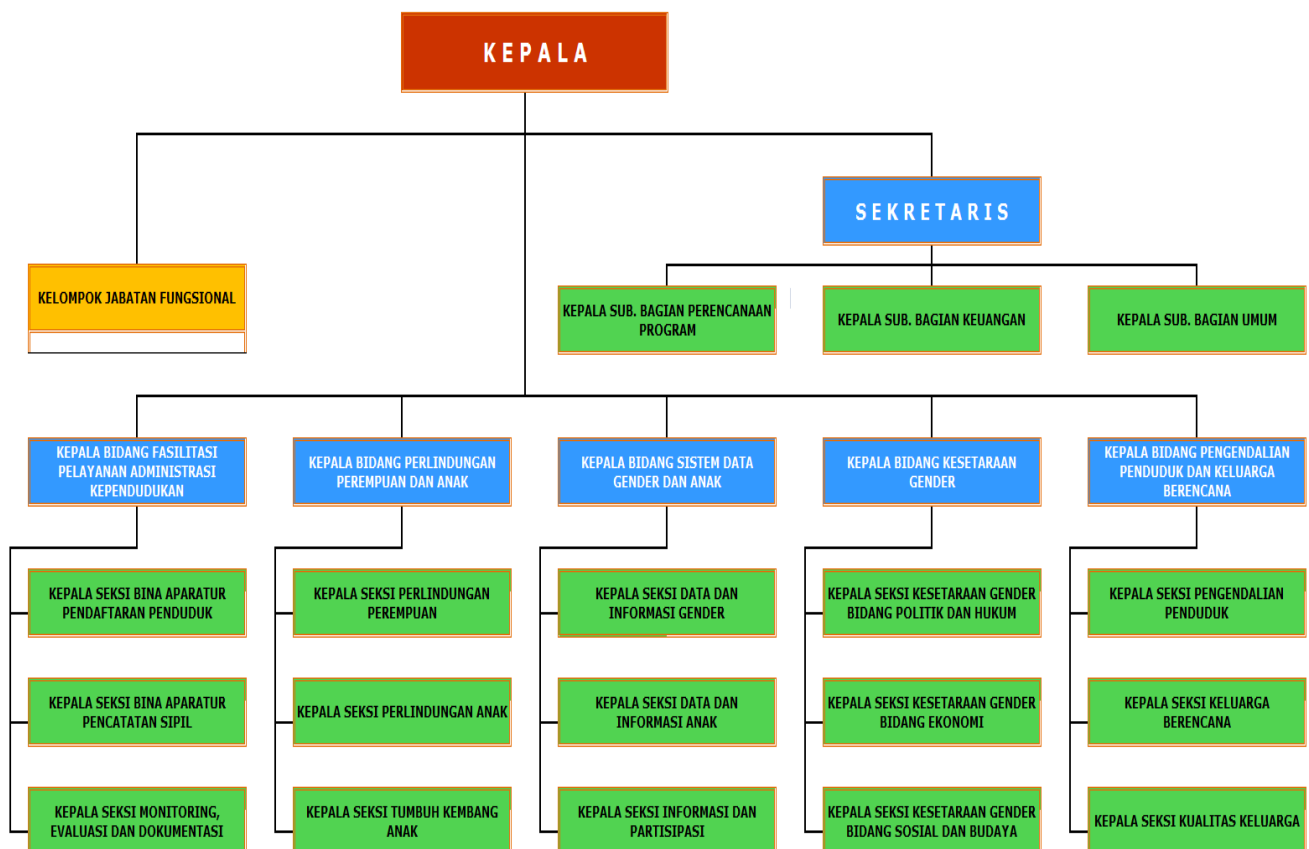 K E P A L A
S E K R E T A R I S
KELOMPOK JABATAN FUNGSIONAL
KEPALA SUB. BAGIAN PERENCANAAN
PROGRAM
KEPALA SUB. BAGIAN KEUANGAN
KEPALA SUB. BAGIAN UMUM
KEPALA BIDANG FASILITASI
PELAYANAN ADMINISTRASI
KEPENDUDUKAN
KEPALA BIDANG PERLINDUNGAN
PEREMPUAN DAN ANAK
KEPALA BIDANG SISTEM DATA
GENDER DAN ANAK
KEPALA BIDANG KESETARAAN
GENDER
KEPALA BIDANG PENGENDALIAN
PENDUDUK DAN KELUARGA
BERENCANA
KEPALA SEKSI BINA APARATUR
PENDAFTARAN PENDUDUK
KEPALA SEKSI PERLINDUNGAN
PEREMPUAN
KEPALA SEKSI DATA DAN
INFORMASI GENDER
KEPALA SEKSI KESETARAAN GENDER
BIDANG POLITIK DAN HUKUM
KEPALA SEKSI PENGENDALIAN
PENDUDUK
KEPALA SEKSI BINA APARATUR
PENCATATAN SIPIL
KEPALA SEKSI PERLINDUNGAN ANAK
KEPALA SEKSI DATA DAN
INFORMASI ANAK
KEPALA SEKSI KESETARAAN GENDER
BIDANG EKONOMI
KEPALA SEKSI KELUARGA
BERENCANA
KEPALA SEKSI MONITORING,
EVALUASI DAN DOKUMENTASI
KEPALA SEKSI TUMBUH KEMBANG
ANAK
KEPALA SEKSI INFORMASI DAN
PARTISIPASI
KEPALA SEKSI KESETARAAN GENDER
BIDANG SOSIAL DAN BUDAYA
KEPALA SEKSI KUALITAS KELUARGA